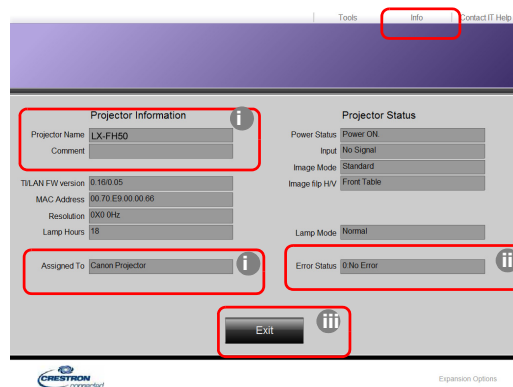 Tools Info Contact IT Help
Projector Information i Projector Status
Projector Name LX-FH50 Power Status Power ON.
Comment Input No Signal
Image Mode Standard
TI/LAN FW version 0.16/0.05 Image filp H/V Front Table
MAC Address 00.70.E9.00.00.66
Resolution 0X0 0Hz
Lamp Hours 18 Lamp Mode Normal
Assigned To Canon Projector i Error Status 0:No Error ii
Exit iii
CRESTRON
connected Expansion Options